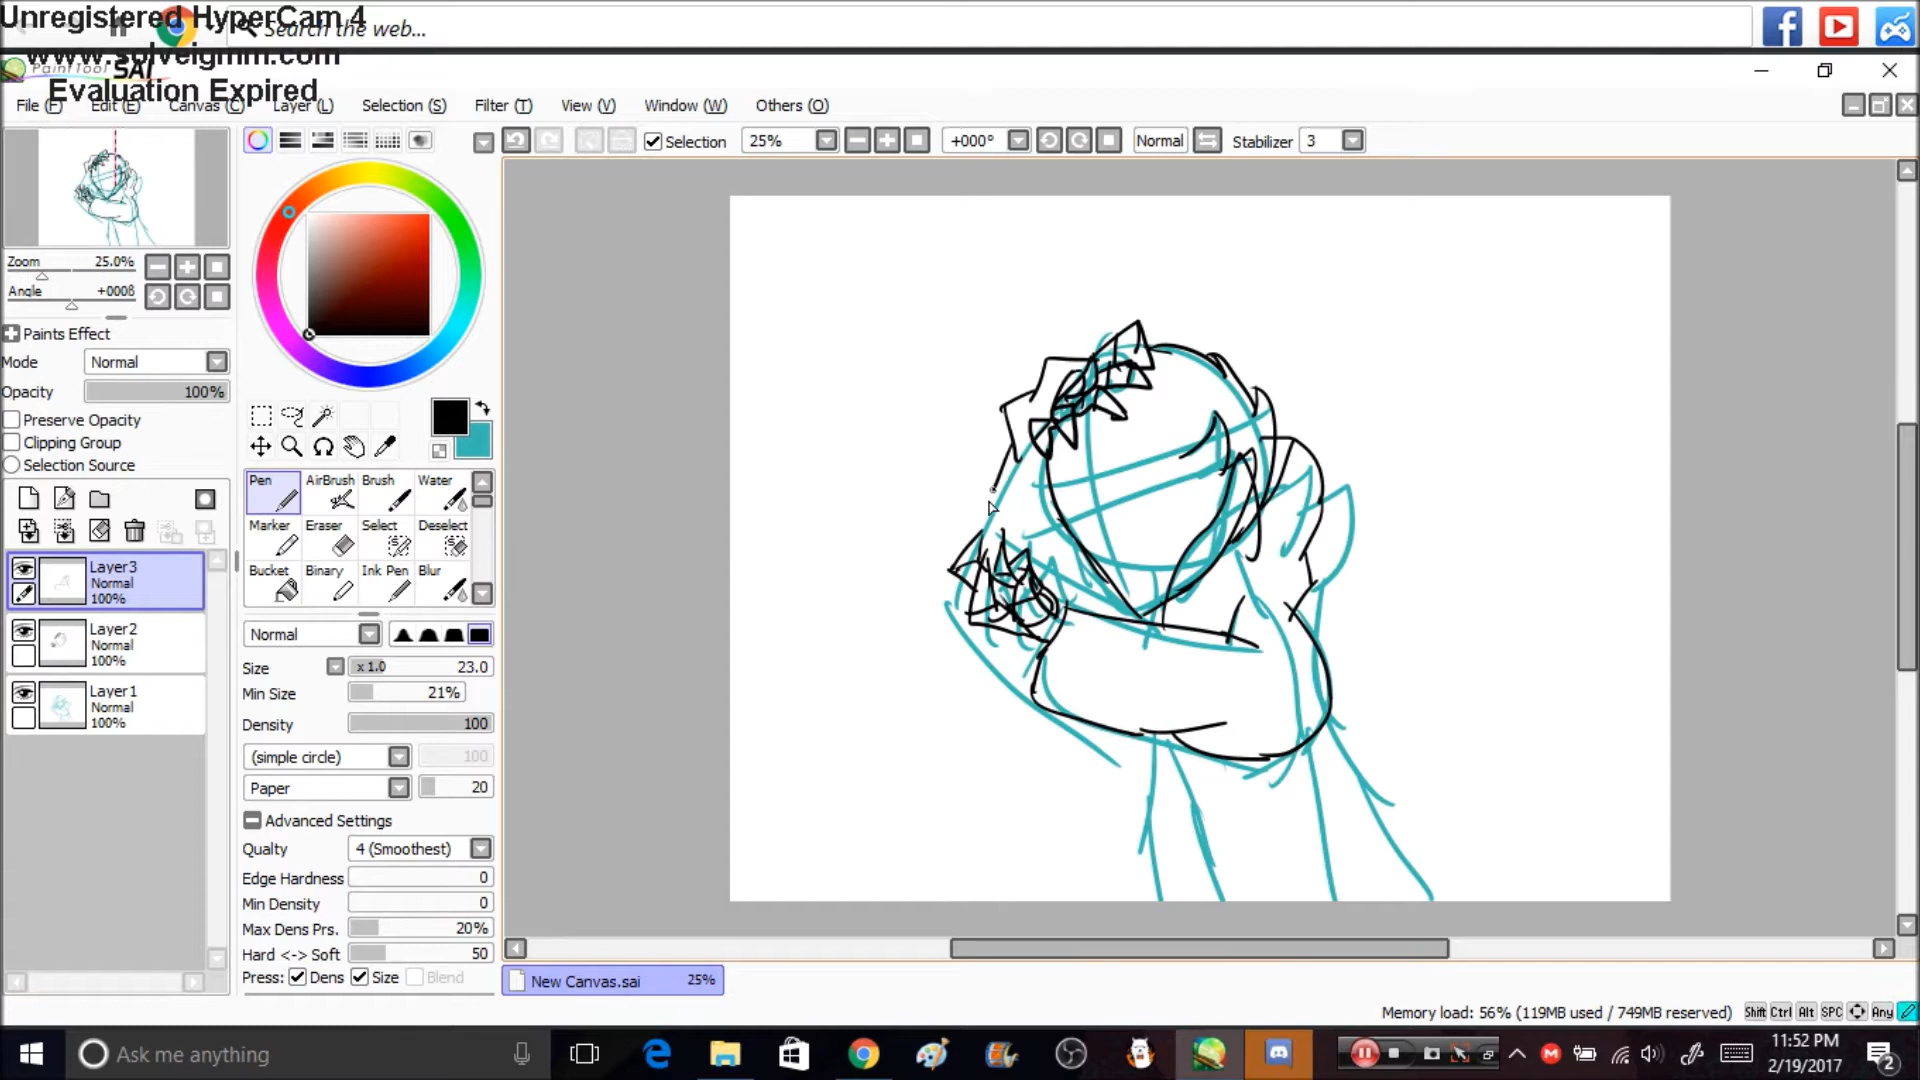 Unregistered HyperCam 4
Search the web...
www.solveigmm.com
PaintTool SAI
Evaluation Expired
File (F) Edit (E) Canvas (C) Layer (L) Selection (S) Filter (T) View (V) Window (W) Others (O)
Selection 25% +000° Normal Stabilizer 3
Zoom 25.0%
Angle +000ß
Paints Effect
Mode Normal
Opacity 100%
Preserve Opacity
Clipping Group
Selection Source
Pen AirBrush Brush Water
Marker Eraser Select Deselect
Bucket Binary Ink Pen Blur
Layer3
Normal
100%
Layer2
Normal
100%
Layer1
Normal
100%
Normal
Size x 1.0 23.0
Min Size 21%
Density 100
(simple circle) 100
Paper 20
Advanced Settings
Qualty 4 (Smoothest)
Edge Hardness 0
Min Density 0
Max Dens Prs. 20%
Hard <-> Soft 50
Press: Dens Size Blend
New Canvas.sai 25%
Memory load: 56% (119MB used / 749MB reserved) Shift Ctrl Alt SPC Any
Ask me anything
11:52 PM
2/19/2017
2